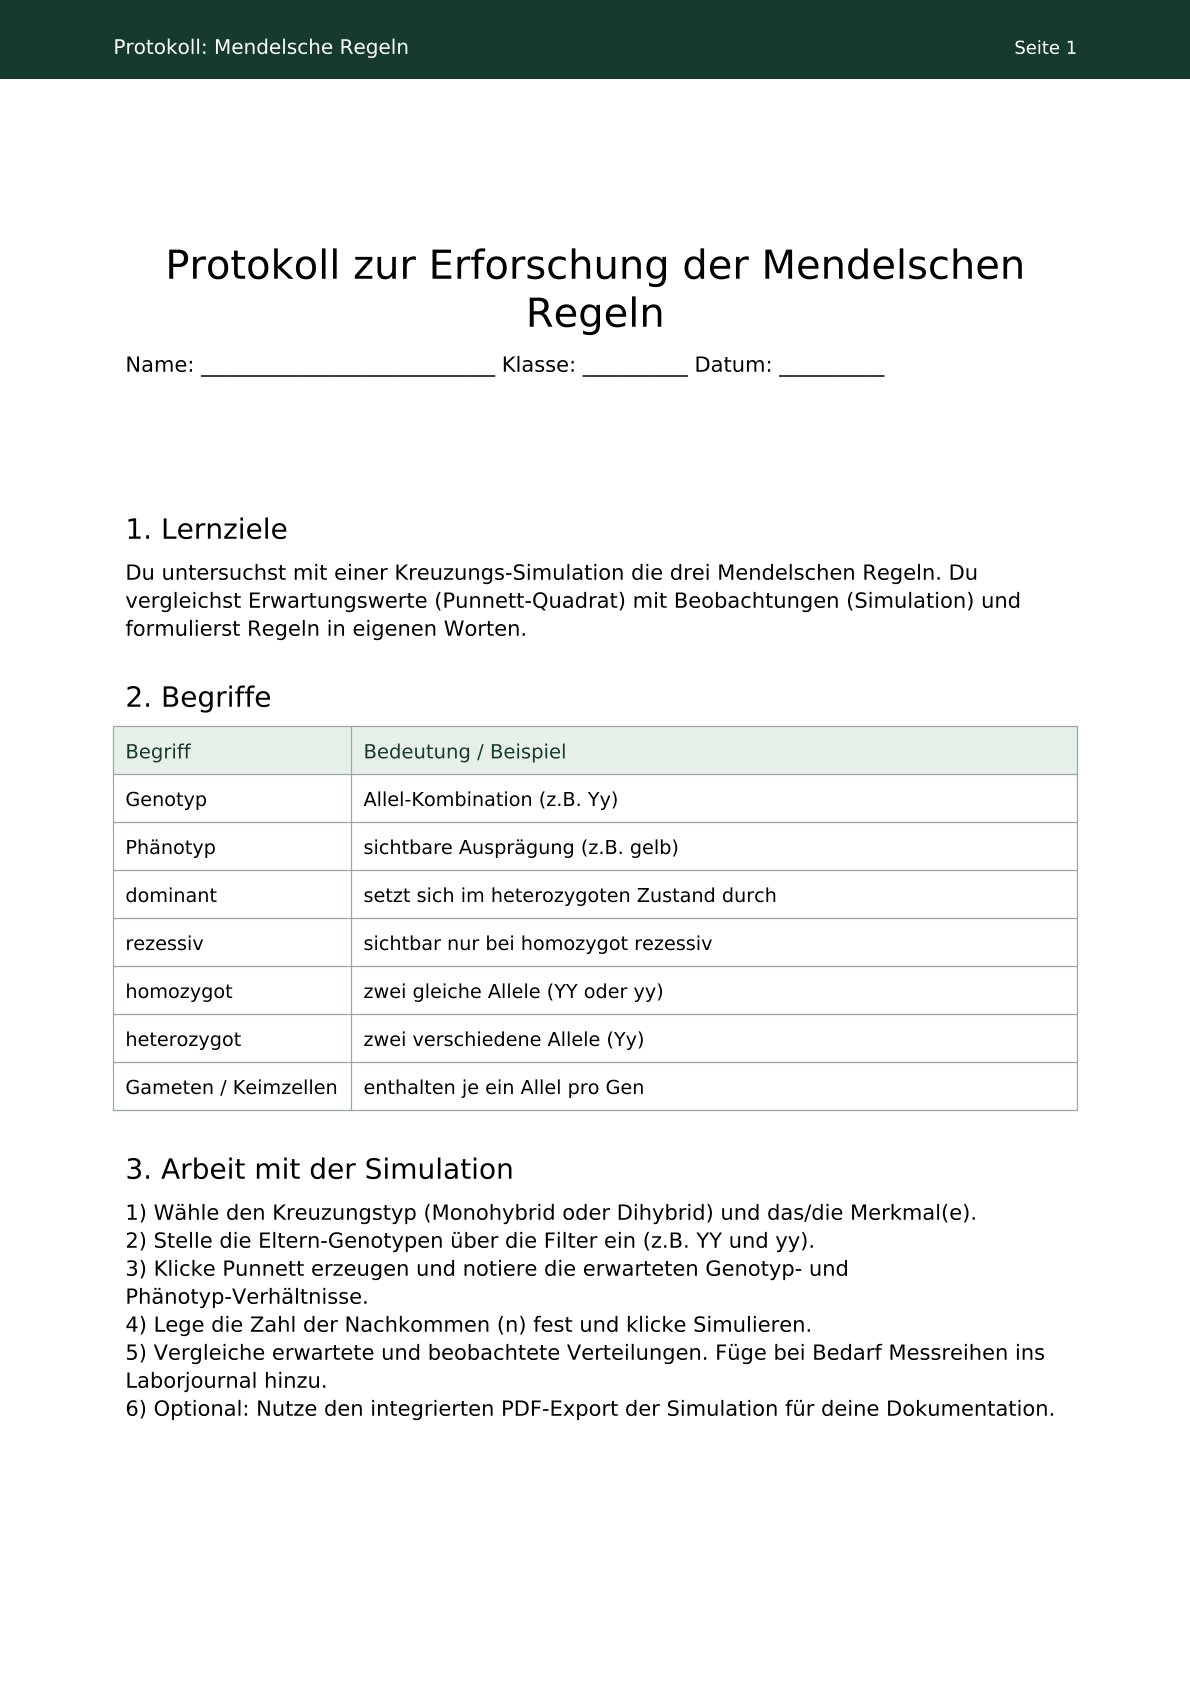 Protokoll: Mendelsche Regeln
Seite 1
Protokoll zur Erforschung der Mendelschen
Regeln
Name: ____________________________ Klasse: __________ Datum: __________
1. Lernziele
Du untersuchst mit einer Kreuzungs-Simulation die drei Mendelschen Regeln. Du
vergleichst Erwartungswerte (Punnett-Quadrat) mit Beobachtungen (Simulation) und
formulierst Regeln in eigenen Worten.
2. Begriffe
Begriff Bedeutung / Beispiel
Genotyp Allel-Kombination (z.B. Yy)
Phänotyp sichtbare Ausprägung (z.B. gelb)
dominant setzt sich im heterozygoten Zustand durch
rezessiv sichtbar nur bei homozygot rezessiv
homozygot zwei gleiche Allele (YY oder yy)
heterozygot zwei verschiedene Allele (Yy)
Gameten / Keimzellen enthalten je ein Allel pro Gen
3. Arbeit mit der Simulation
1) Wähle den Kreuzungstyp (Monohybrid oder Dihybrid) und das/die Merkmal(e).
2) Stelle die Eltern-Genotypen über die Filter ein (z.B. YY und yy).
3) Klicke Punnett erzeugen und notiere die erwarteten Genotyp- und
Phänotyp-Verhältnisse.
4) Lege die Zahl der Nachkommen (n) fest und klicke Simulieren.
5) Vergleiche erwartete und beobachtete Verteilungen. Füge bei Bedarf Messreihen ins
Laborjournal hinzu.
6) Optional: Nutze den integrierten PDF-Export der Simulation für deine Dokumentation.